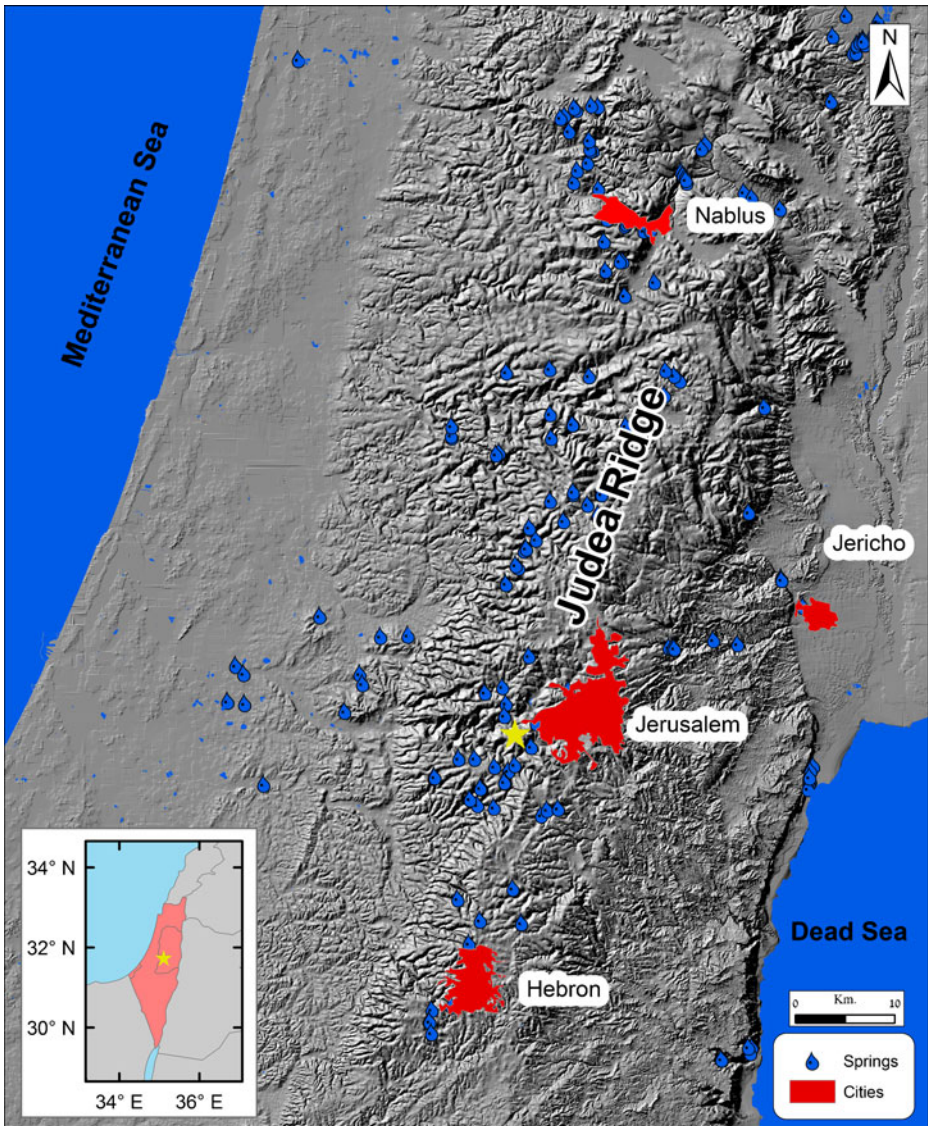 N
Mediterranean Sea
Nablus
Judea Ridge
Jericho
Jerusalem
Dead Sea
Hebron
34° N
32° N
30° N
34° E 36° E
Km.
0 10
Springs
Cities